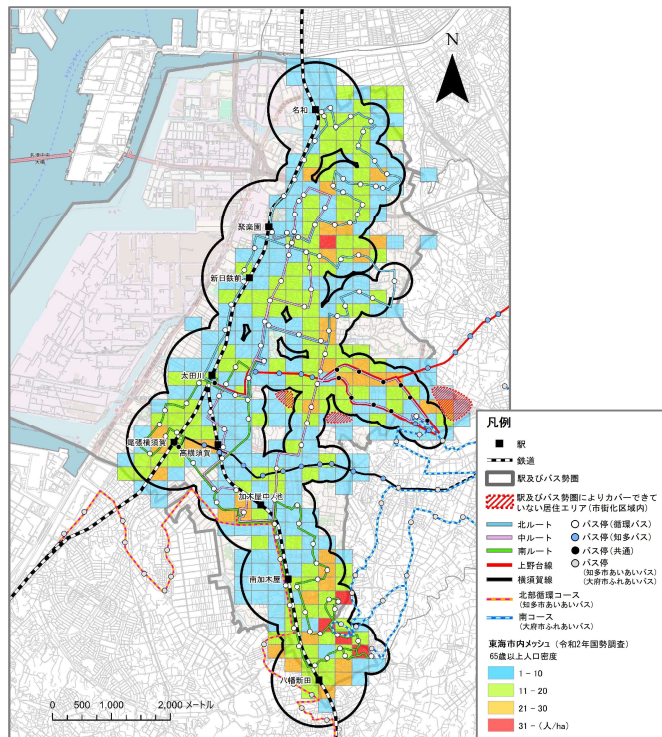 N
名和
聚楽園
新日鉄前
太田川
尾張横須賀
高横須賀
加木屋中ノ池
南加木屋
八幡新田
0 500 1,000 2,000 メートル
凡例
駅
鉄道
駅及びバス勢圏
駅及びバス勢圏によりカバーできて
いない居住エリア(市街化区域内)
北ルート
中ルート
南ルート
上野台線
横須賀線
バス停(循環バス)
バス停(知多バス)
バス停(共通)
バス停
(知多市あいあいバス)
(大府市ふれあいバス)
北部循環コース
(知多市あいあいバス)
南コース
(大府市ふれあいバス)
東海市内メッシュ (令和2年国勢調査)
65歳以上人口密度
1 - 10
11 - 20
21 - 30
31 - (人/ha)